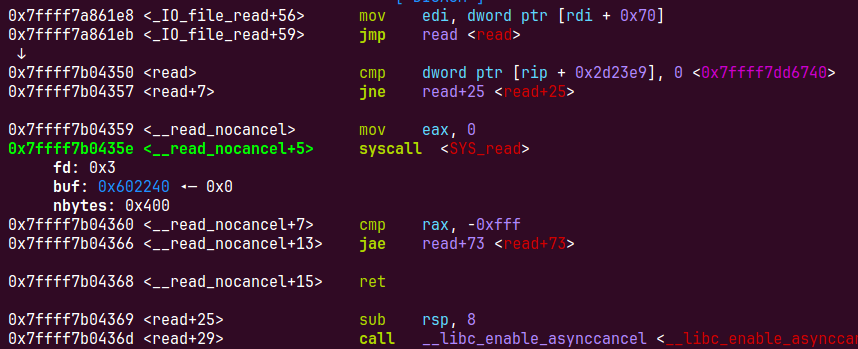 0x7ffff7a861e8 <_IO_file_read+56> mov edi, dword ptr [rdi + 0x70]
0x7ffff7a861eb <_IO_file_read+59> jmp read <read>
↓
0x7ffff7b04350 <read> cmp dword ptr [rip + 0x2d23e9], 0 <0x7ffff7dd6740>
0x7ffff7b04357 <read+7> jne read+25 <read+25>
0x7ffff7b04359 <__read_nocancel> mov eax, 0
0x7ffff7b0435e <__read_nocancel+5> syscall <SYS_read>
fd: 0x3
buf: 0x602240 ◂— 0x0
nbytes: 0x400
0x7ffff7b04360 <__read_nocancel+7> cmp rax, -0xfff
0x7ffff7b04366 <__read_nocancel+13> jae read+73 <read+73>
0x7ffff7b04368 <__read_nocancel+15> ret
0x7ffff7b04369 <read+25> sub rsp, 8
0x7ffff7b0436d <read+29> call __libc_enable_asynccancel <__libc_enable_asyncca